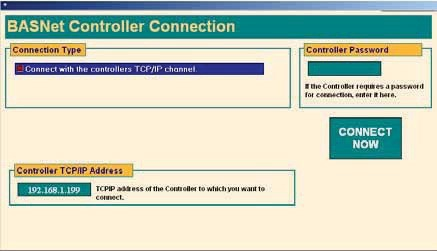 BASNet Controller Connection
Connection Type
Connect with the controllers TCP/IP channel.
Controller Password
If the Controller requires a password
for connection, enter it here.
CONNECT
NOW
Controller TCP/IP Address
192.168.1.199
TCPIP address of the Controller to which you want to
connect.